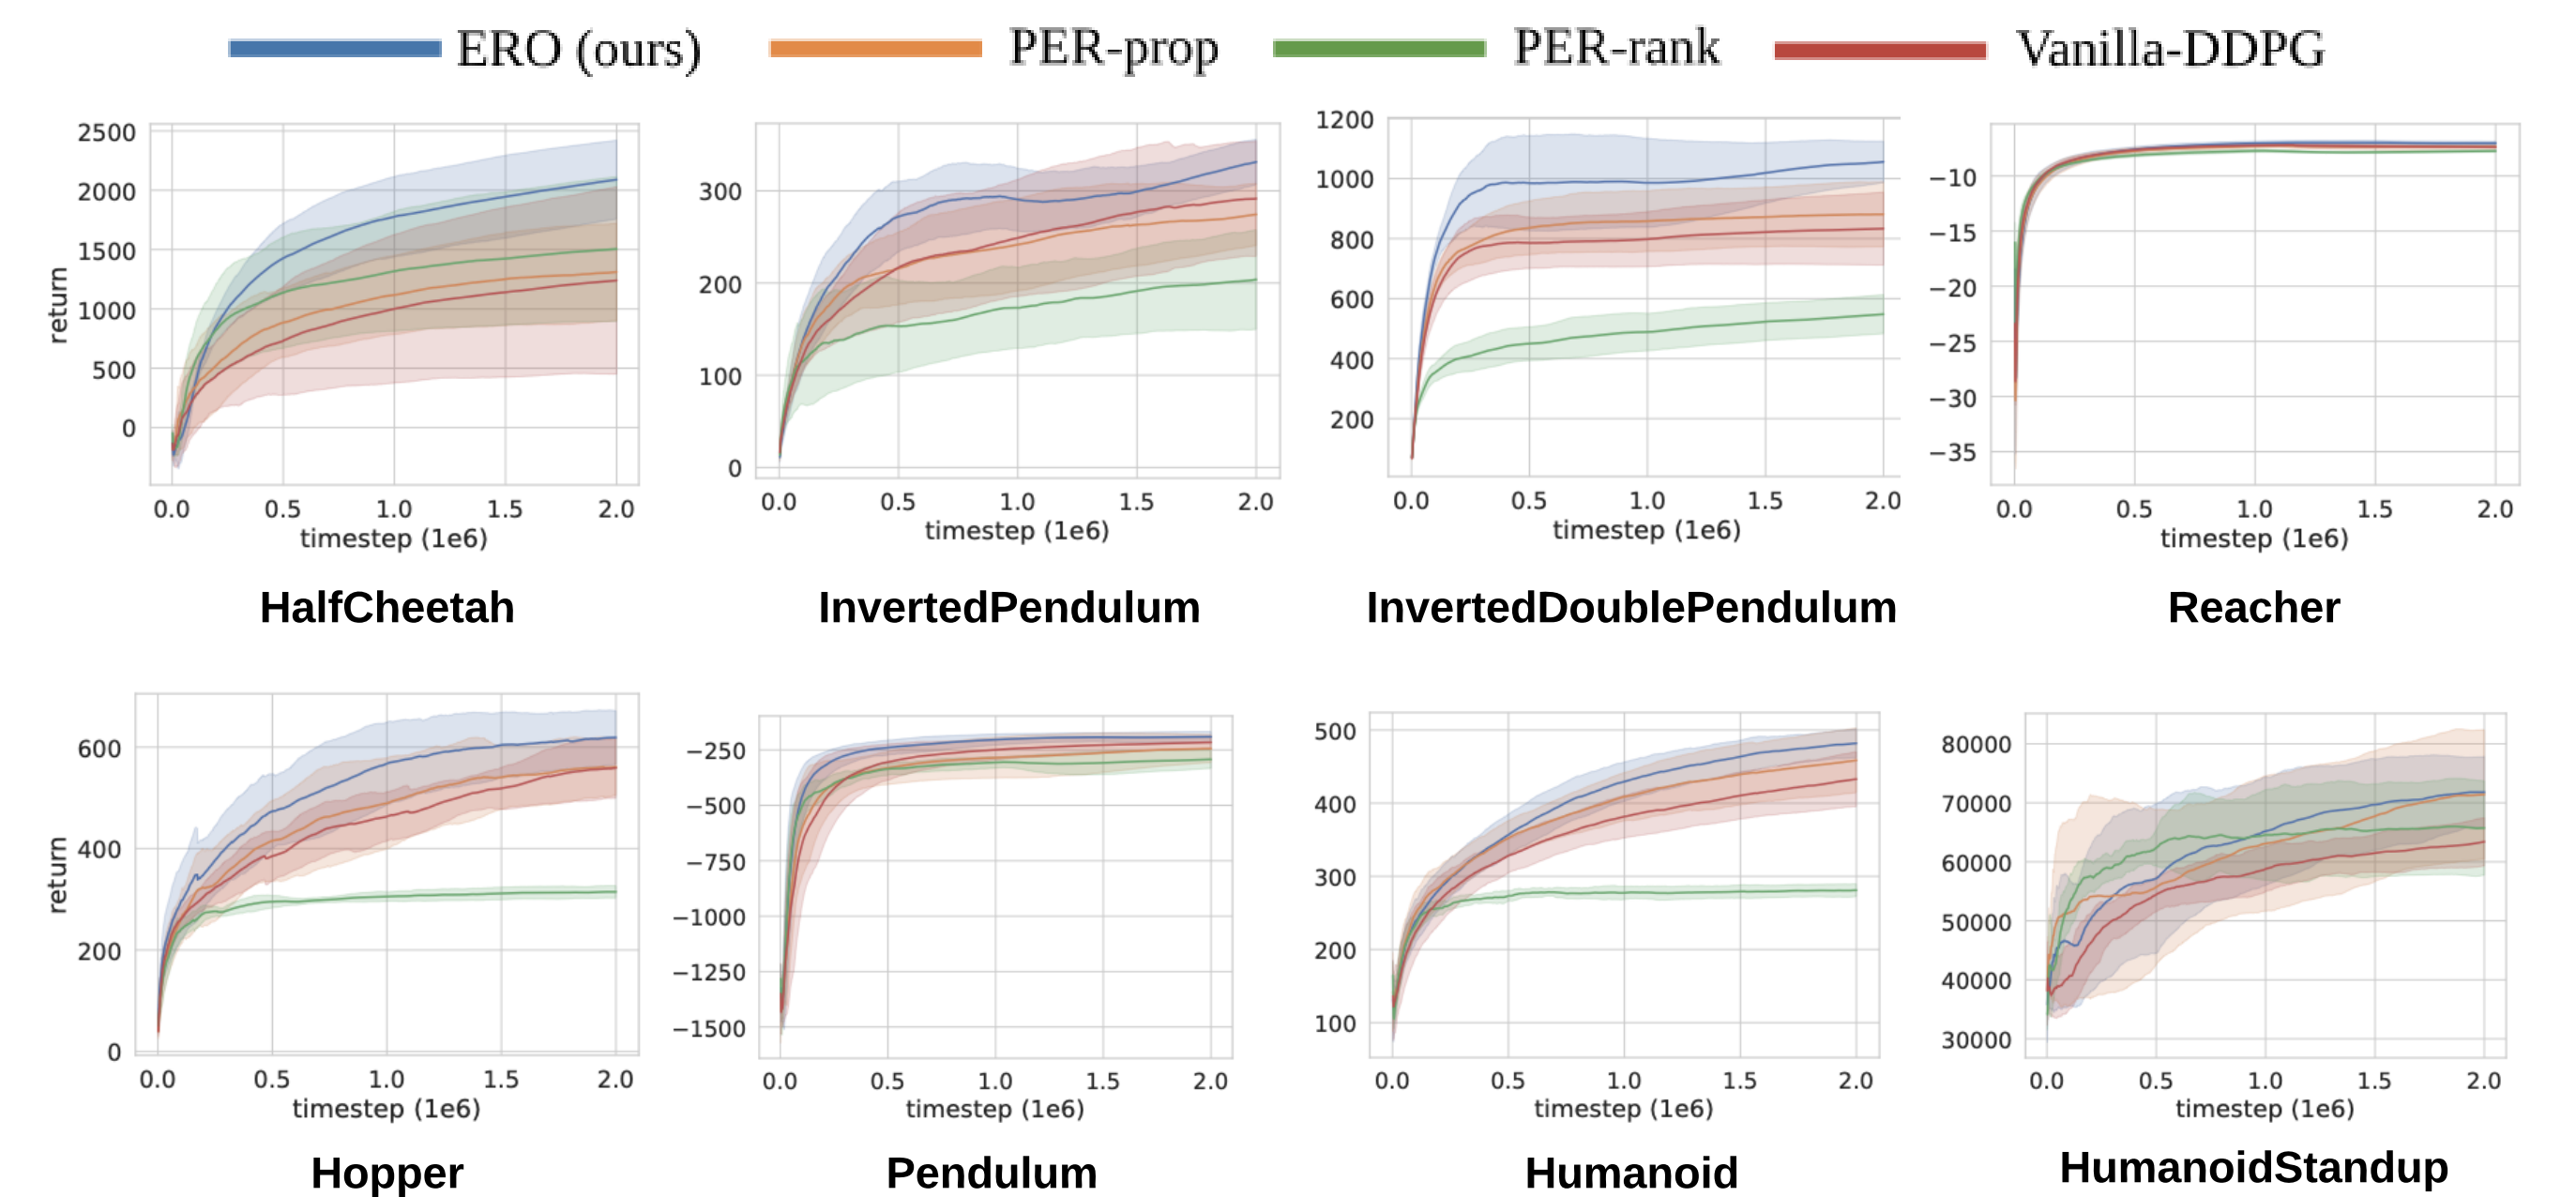 ERO (ours) PER-prop PER-rank Vanilla-DDPG
2500
2000
1500
1000
500
0
return
0.0 0.5 1.0 1.5 2.0
timestep (1e6)
HalfCheetah
300
200
100
0
0.0 0.5 1.0 1.5 2.0
timestep (1e6)
InvertedPendulum
1200
1000
800
600
400
200
0.0 0.5 1.0 1.5 2.0
timestep (1e6)
InvertedDoublePendulum
−10
−15
−20
−25
−30
−35
0.0 0.5 1.0 1.5 2.0
timestep (1e6)
Reacher
600
400
200
0
return
0.0 0.5 1.0 1.5 2.0
timestep (1e6)
Hopper
−250
−500
−750
−1000
−1250
−1500
0.0 0.5 1.0 1.5 2.0
timestep (1e6)
Pendulum
500
400
300
200
100
0.0 0.5 1.0 1.5 2.0
timestep (1e6)
Humanoid
80000
70000
60000
50000
40000
30000
0.0 0.5 1.0 1.5 2.0
timestep (1e6)
HumanoidStandup